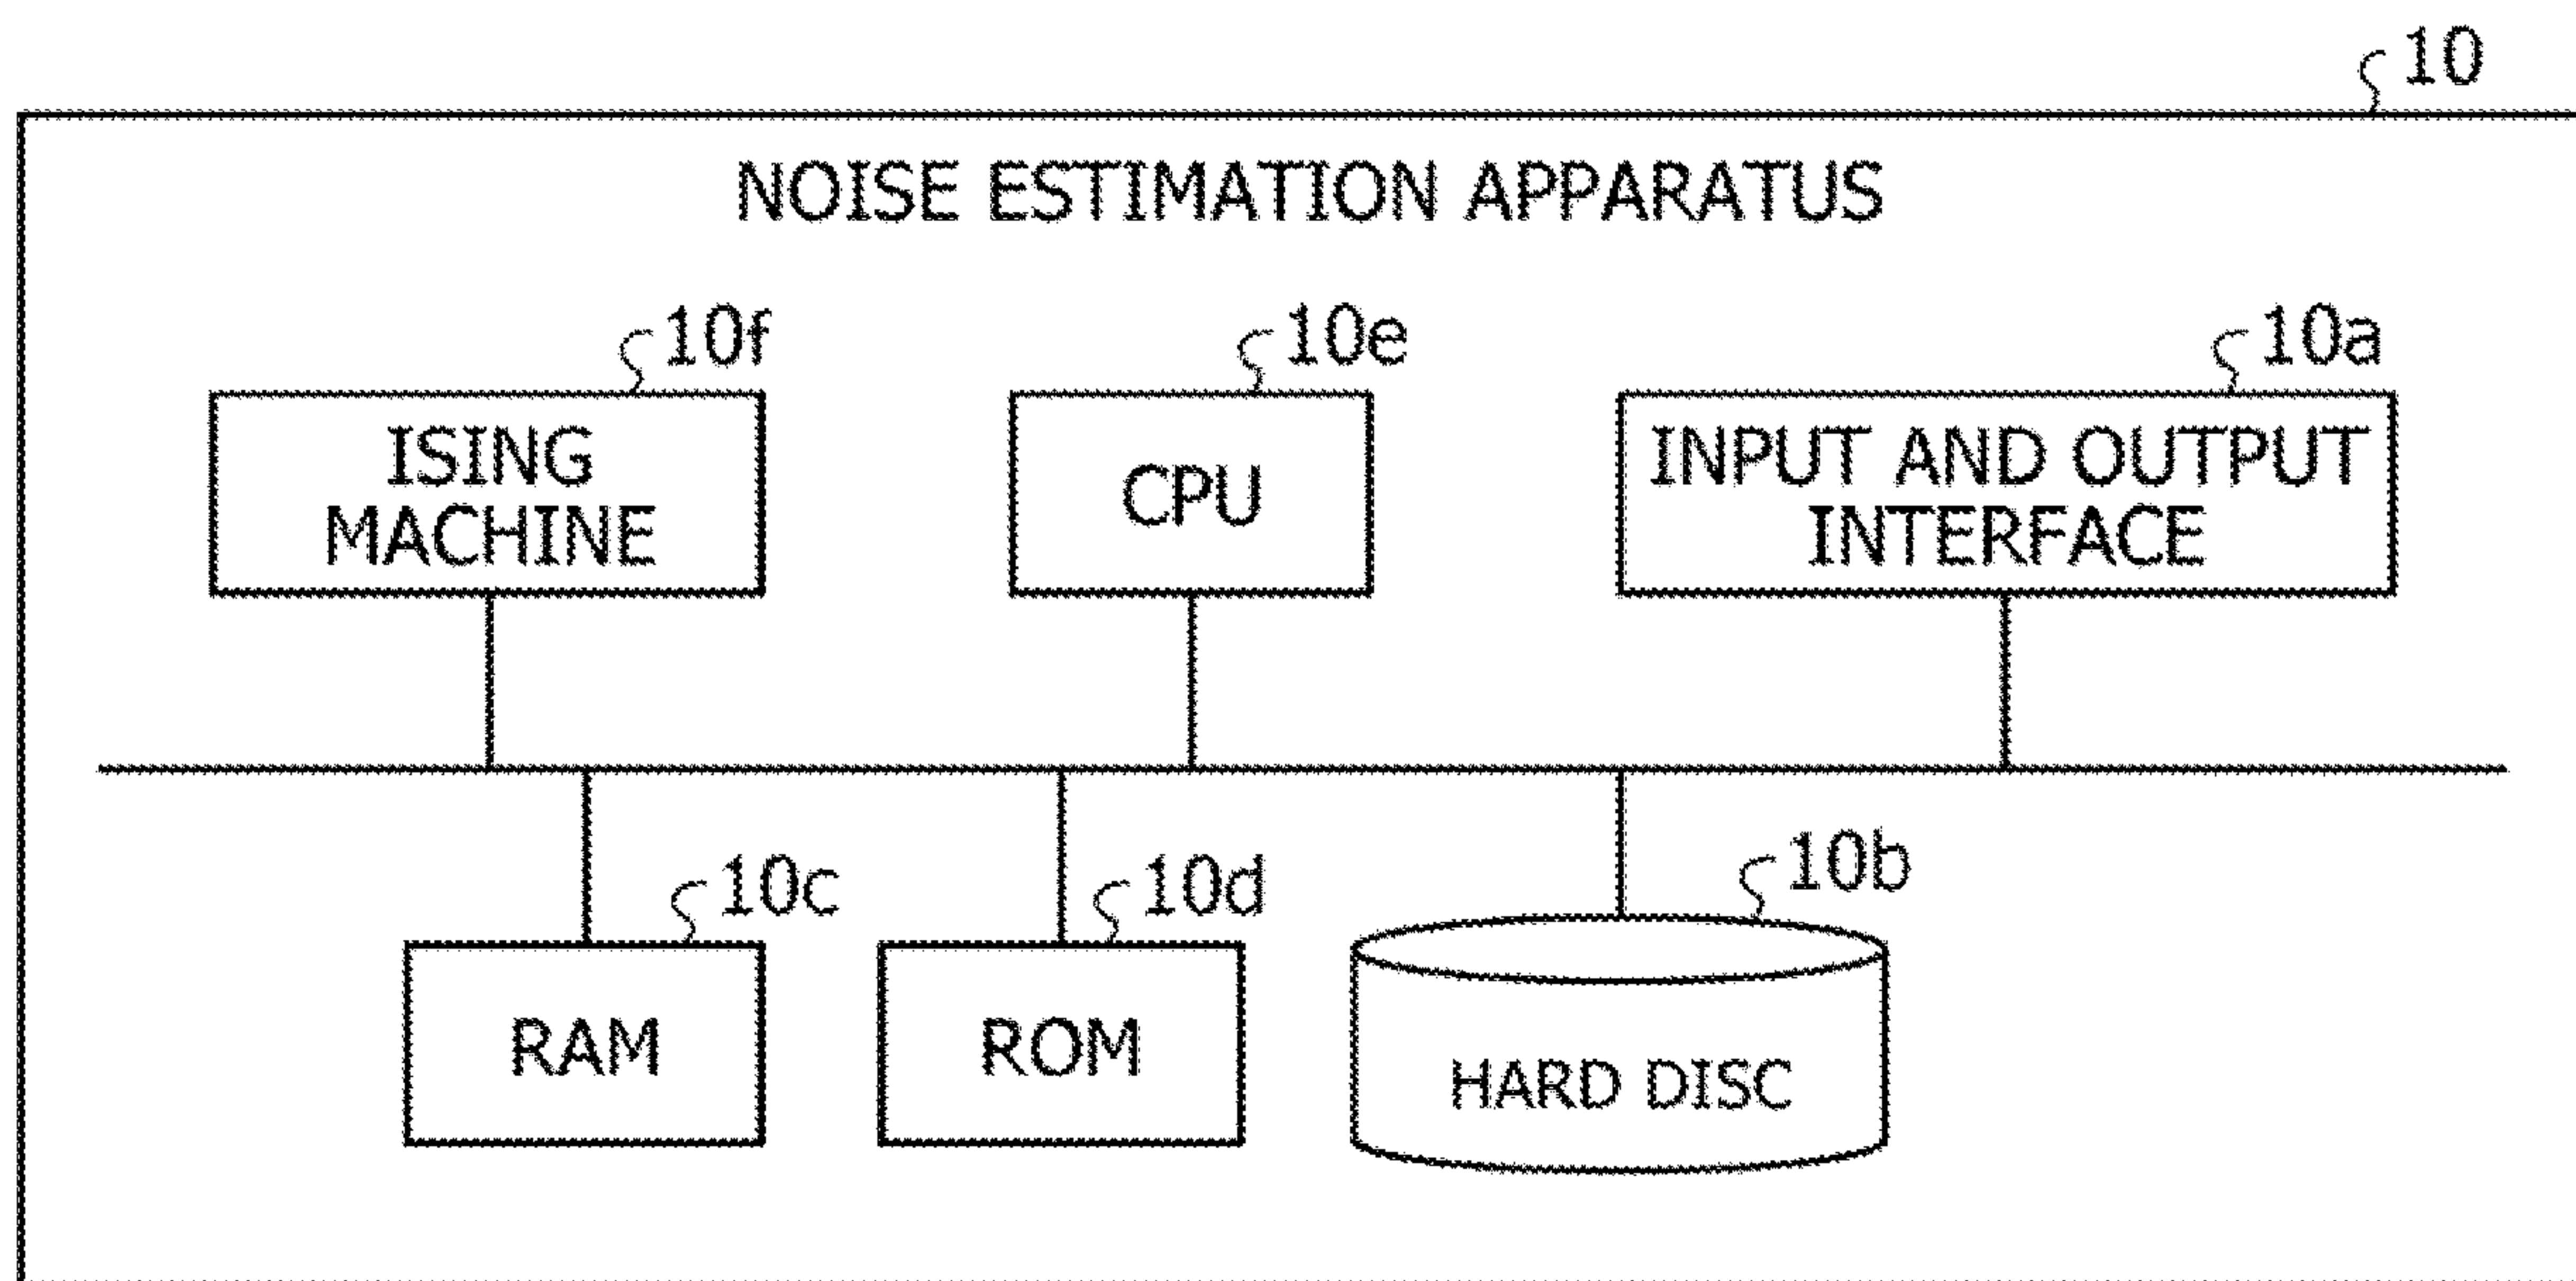 10
NOISE ESTIMATION APPARATUS
10f
10e
10a
ISING
MACHINE
CPU
INPUT AND OUTPUT
INTERFACE
10c
10d
10b
RAM
ROM
HARD DISC